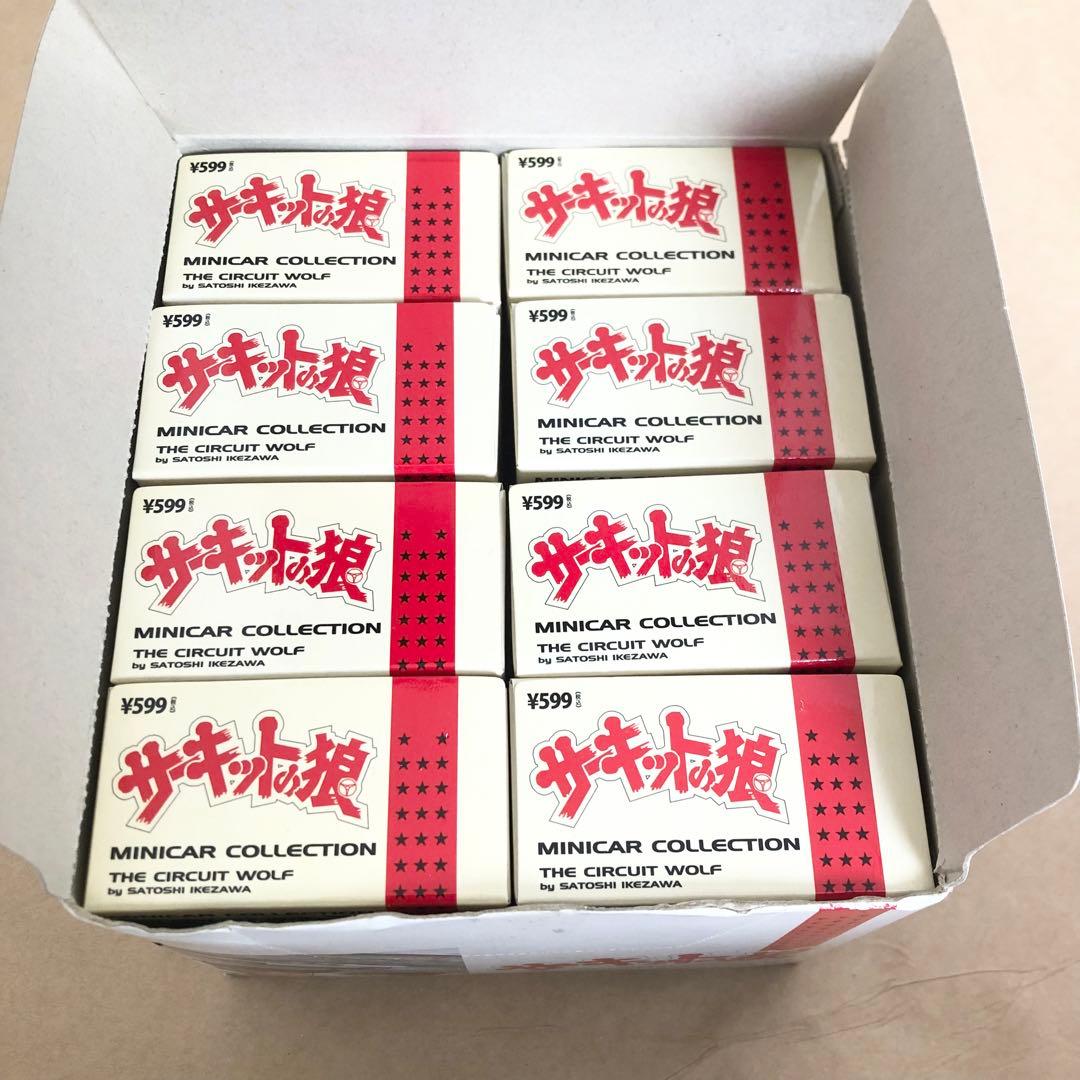 ¥599
サーキットの狼
MINICAR COLLECTION
THE CIRCUIT WOLF
by SATOSHI IKEZAWA
¥599
サーキットの狼
MINICAR COLLECTION
THE CIRCUIT WOLF
by SATOSHI IKEZAWA
¥599
サーキットの狼
MINICAR COLLECTION
THE CIRCUIT WOLF
by SATOSHI IKEZAWA
¥599
サーキットの狼
MINICAR COLLECTION
THE CIRCUIT WOLF
by SATOSHI IKEZAWA
MINICAR COLLECTION
¥599
サーキットの狼
MINICAR COLLECTION
THE CIRCUIT WOLF
by SATOSHI IKEZAWA
¥599
サーキットの狼
MINICAR COLLECTION
THE CIRCUIT WOLF
by SATOSHI IKEZAWA
¥599
サーキットの狼
MINICAR COLLECTION
THE CIRCUIT WOLF
by SATOSHI IKEZAWA
¥599
サーキットの狼
MINICAR COLLECTION
THE CIRCUIT WOLF
by SATOSHI IKEZAWA